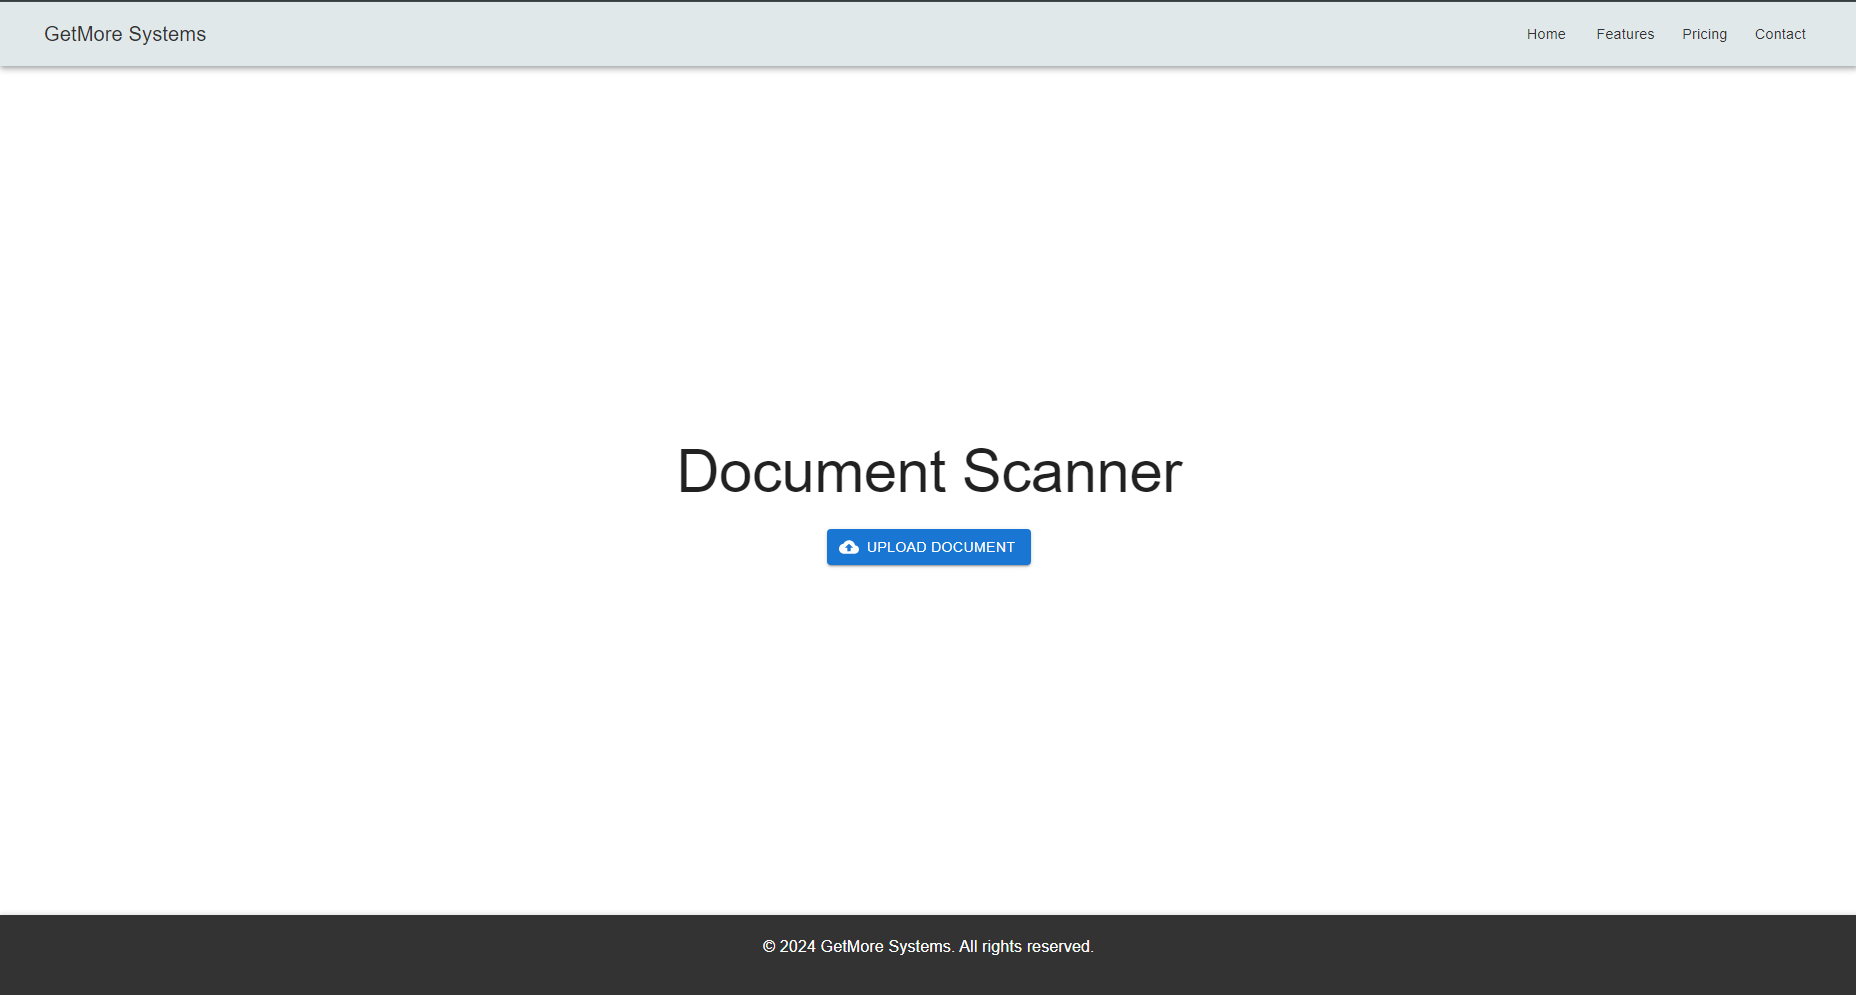 GetMore Systems
Home Features Pricing Contact
Document Scanner
UPLOAD DOCUMENT
© 2024 GetMore Systems. All rights reserved.